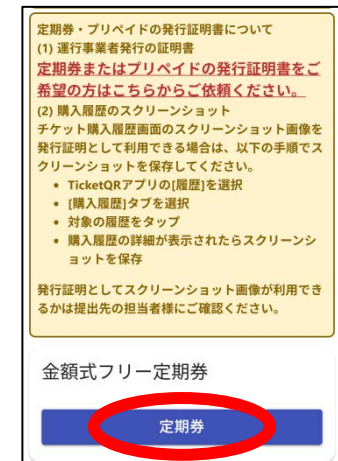 定期券・プリペイドの発行証明書について
(1) 運行事業者発行の証明書
定期券またはプリペイドの発行証明書をご
希望の方はこちらからご依頼ください。
(2) 購入履歴のスクリーンショット
チケット購入履歴画面のスクリーンショット画像を
発行証明として利用できる場合は、以下の手順でス
クリーンショットを保存してください。
• TicketQRアプリの[履歴]を選択
• [購入履歴]タブを選択
• 対象の履歴をタップ
• 購入履歴の詳細が表示されたらスクリーンシ
ョットを保存
発行証明としてスクリーンショット画像が利用でき
るかは提出先の担当者様にご確認ください。
金額式フリー定期券
定期券